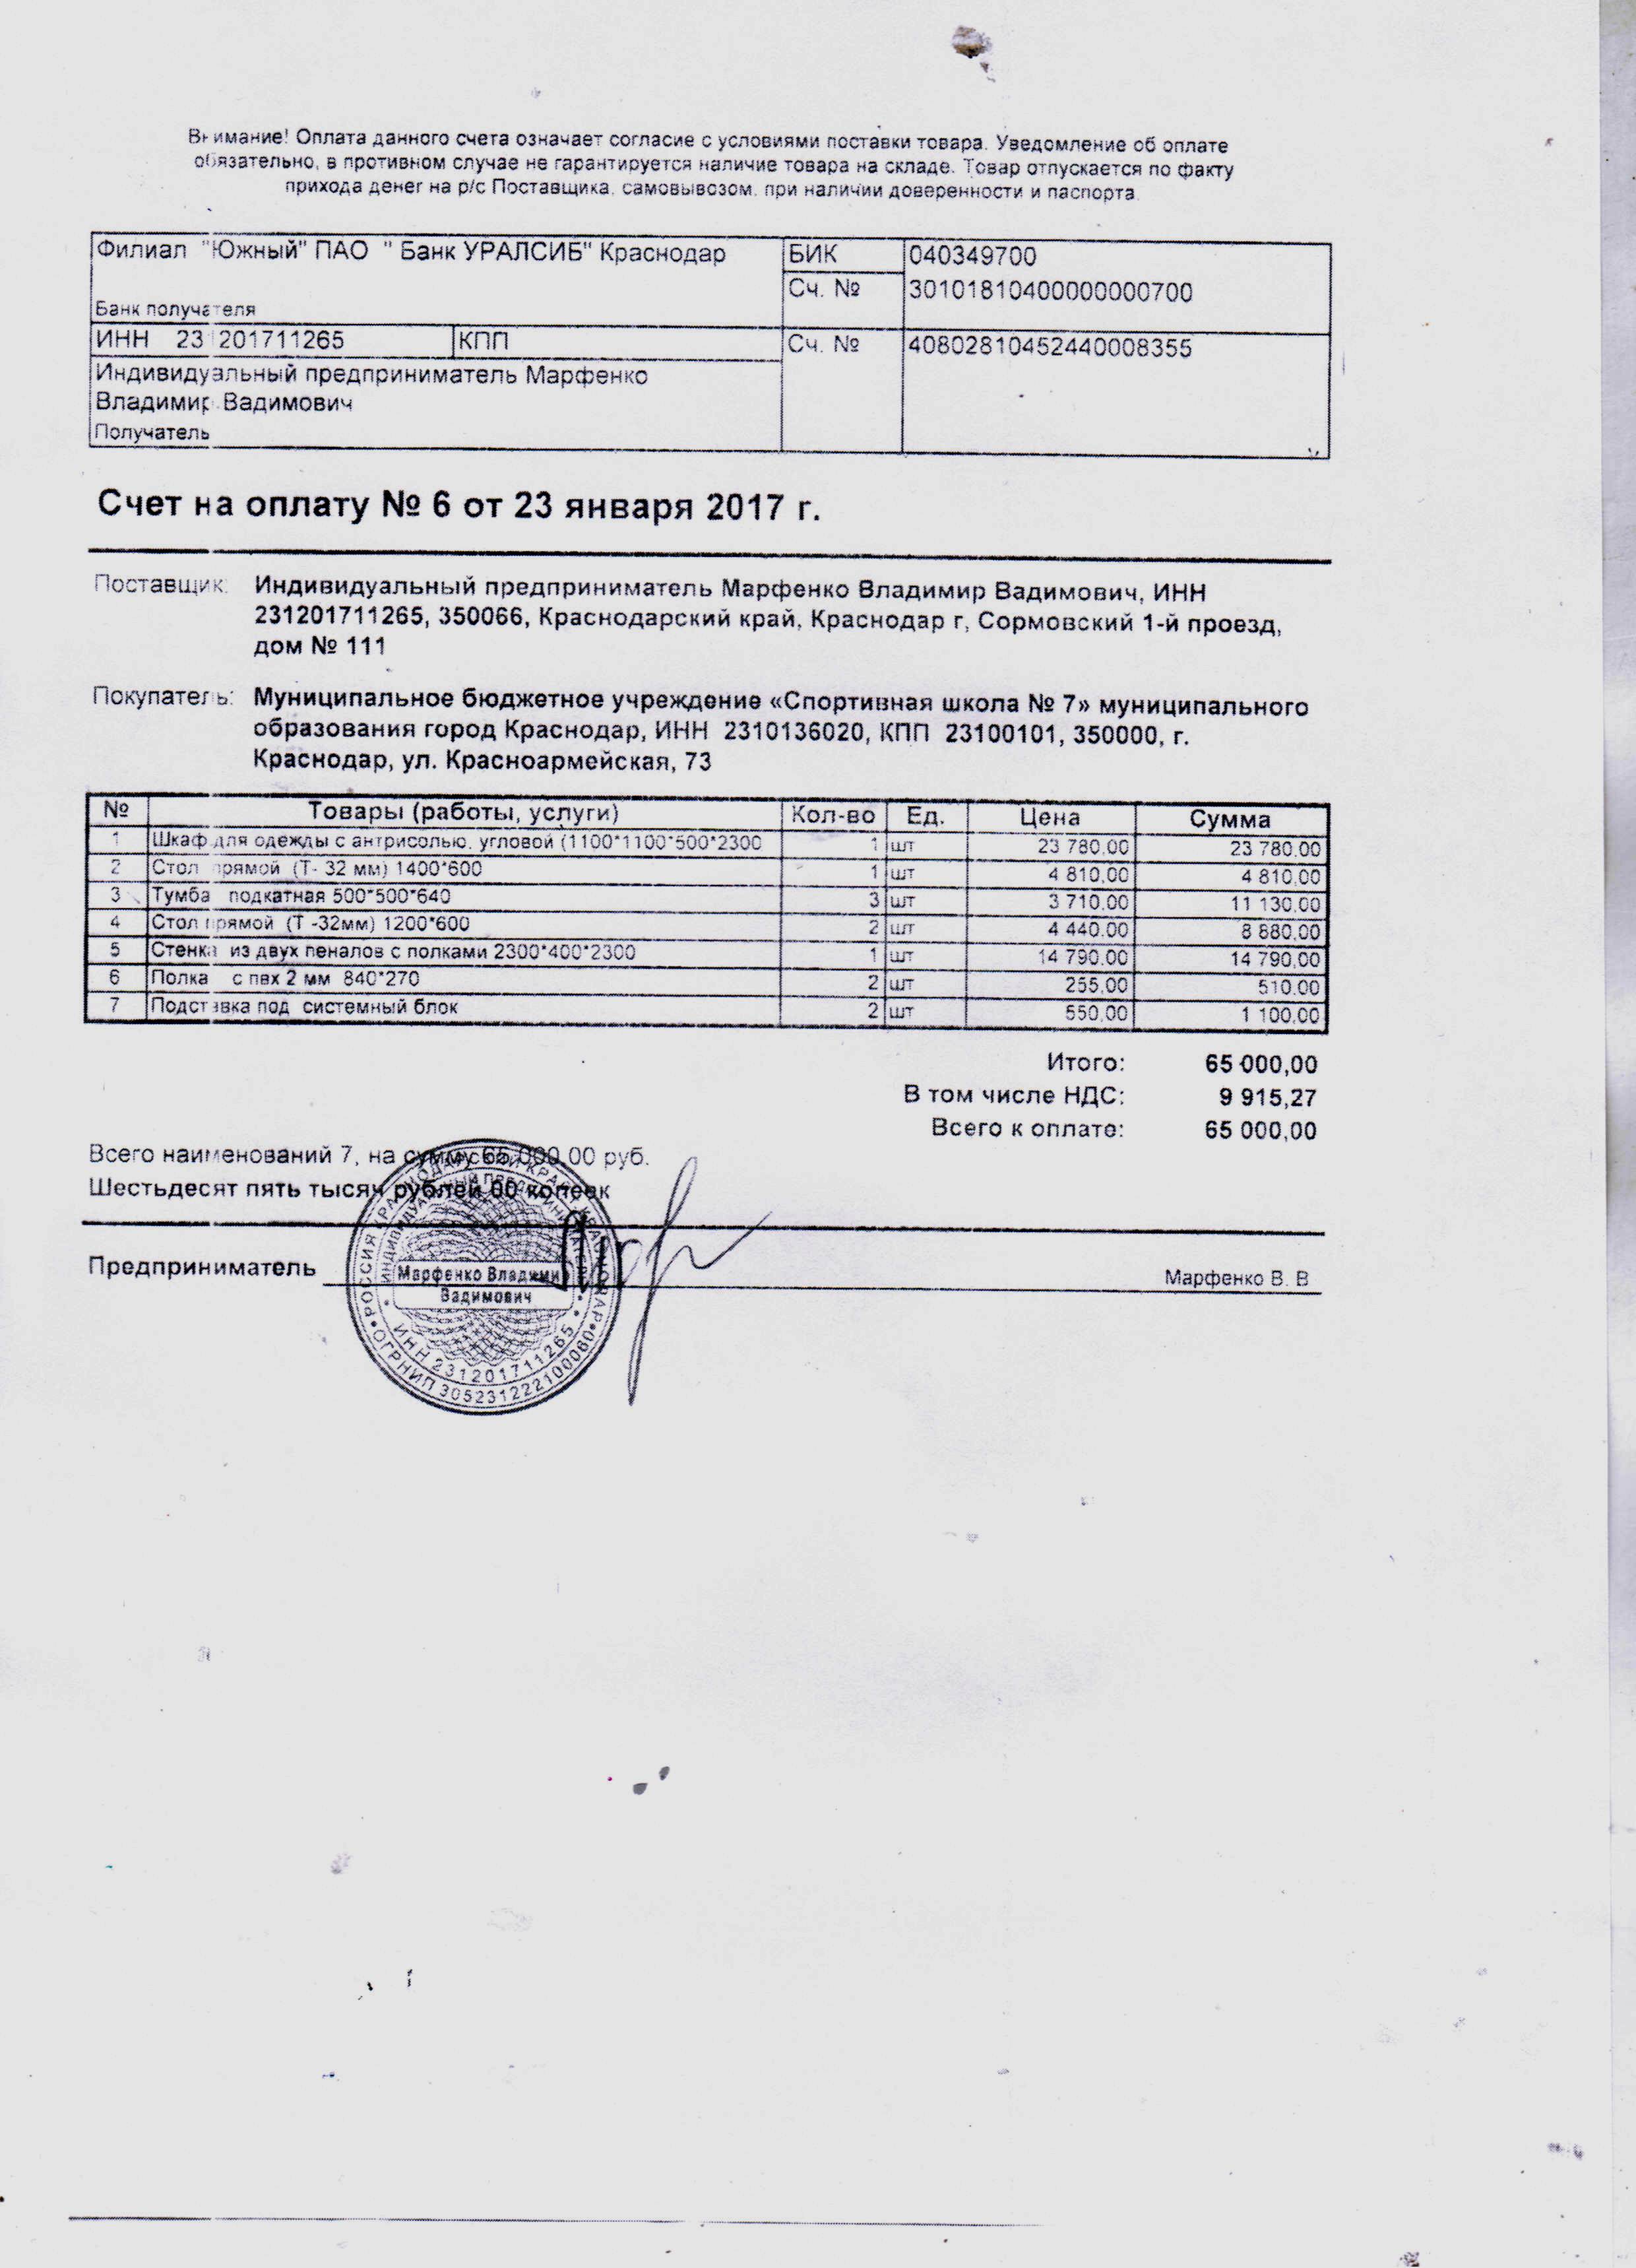 Внимание! Оплата данного счета означает согласие с условиями поставки товара. Уведомление об оплате
обязательно, в противном случае не гарантируется наличие товара на складе. Товар отпускается по факту
прихода денег на р/с Поставщика, самовывозом, при наличии доверенности и паспорта.
Филиал "Южный" ПАО " Банк УРАЛСИБ" Краснодар БИК 040349700
Сч. № 30101810400000000700
Банк получателя
ИНН 231201711265 КПП Сч. № 40802810452440008355
Индивидуальный предприниматель Марфенко
Владимир Вадимович
Получатель
Счет на оплату № 6 от 23 января 2017 г.
Поставщик: Индивидуальный предприниматель Марфенко Владимир Вадимович, ИНН
231201711265, 350066, Краснодарский край, Краснодар г, Сормовский 1-й проезд,
дом № 111
Покупатель: Муниципальное бюджетное учреждение «Спортивная школа № 7» муниципального
образования город Краснодар, ИНН 2310136020, КПП 23100101, 350000, г.
Краснодар, ул. Красноармейская, 73
№ Товары (работы, услуги) Кол-во Ед. Цена Сумма
1 Шкаф для одежды с антрисолью, угловой (1100*1100*500*2300 1 шт 23 780,00 23 780,00
2 Стол прямой (Т- 32 мм) 1400*600 1 шт 4 810,00 4 810,00
3 Тумба подкатная 500*500*640 3 шт 3 710,00 11 130,00
4 Стол прямой (Т -32мм) 1200*600 2 шт 4 440,00 8 880,00
5 Стенка из двух пеналов с полками 2300*400*2300 1 шт 14 790,00 14 790,00
6 Полка с пвх 2 мм 840*270 2 шт 255,00 510,00
7 Подставка под системный блок 2 шт 550,00 1 100,00
Итого: 65 000,00
В том числе НДС: 9 915,27
Всего к оплате: 65 000,00
Всего наименований 7, на сумму 65 000,00 руб.
Шестьдесят пять тысяч рублей 00 копеек
Предприниматель Марфенко В. В
РОССИЯ КРАСНОДАРСКИЙ КРАЙ
ИНДИВИДУАЛЬНЫЙ ПРЕДПРИНИМАТЕЛЬ
Марфенко Владими
Вадимович
ИНН 231201711265
ОГРНИП 305231222100060